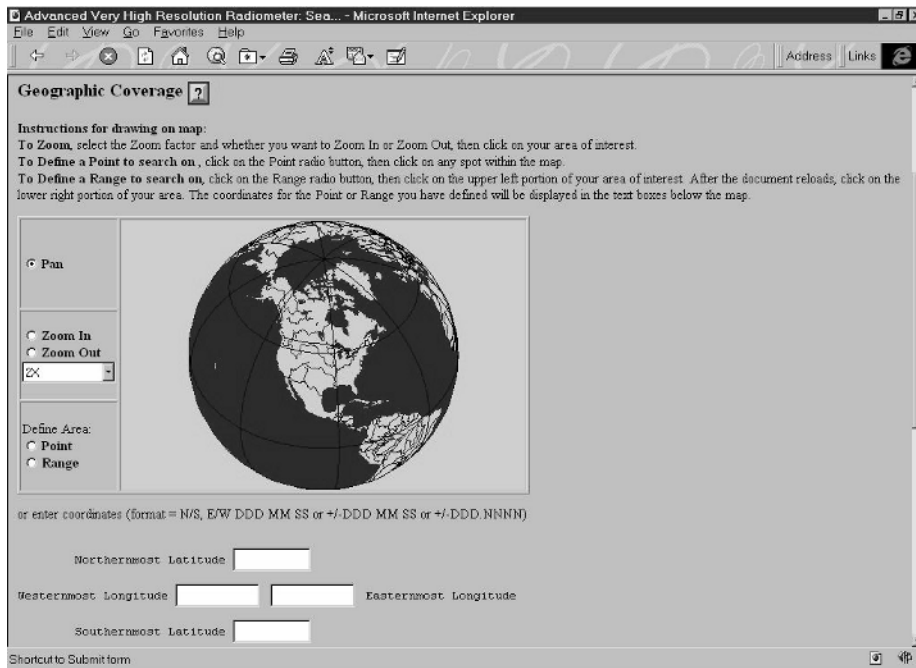 Advanced Very High Resolution Radiometer: Sea... - Microsoft Internet Explorer
File Edit View Go Favorites Help
Address Links
Geographic Coverage ?
Instructions for drawing on map:
To Zoom, select the Zoom factor and whether you want to Zoom In or Zoom Out, then click on your area of interest.
To Define a Point to search on , click on the Point radio button, then click on any spot within the map.
To Define a Range to search on, click on the Range radio button, then click on the upper left portion of your area of interest. After the document reloads, click on the
lower right portion of your area. The coordinates for the Point or Range you have defined will be displayed in the text boxes below the map.
Pan
Zoom In
Zoom Out
2X
Define Area:
Point
Range
or enter coordinates (format = N/S, E/W DDD MM SS or +/-DDD MM SS or +/-DDD.NNNN)
Northernmost Latitude
Westernmost Longitude Easternmost Longitude
Southernmost Latitude
Shortcut to Submit form